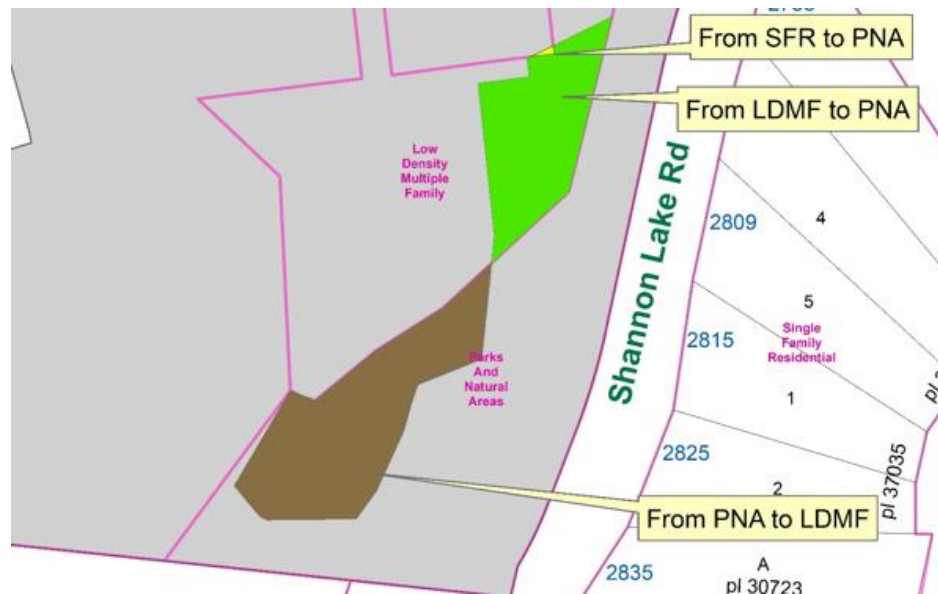 From SFR to PNA
From LDMF to PNA
Low
Density
Multiple
Family
Shannon Lake Rd
2809
4
5
Single
Family
Residential
2815
1
Parks
And
Natural
Areas
2825
2
pl 37035
From PNA to LDMF
2835
A
pl 30723